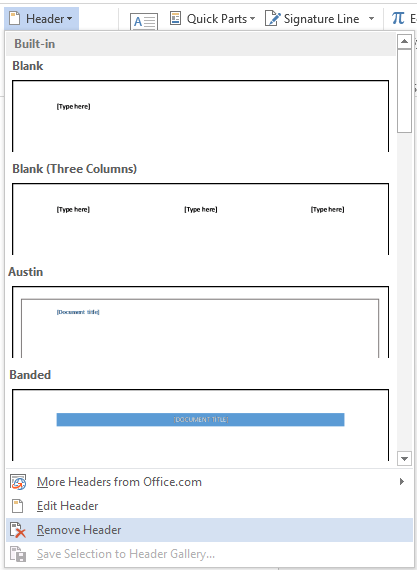 Header
A
Quick Parts
Signature Line
π
Built-in
Blank
[Type here]
Blank (Three Columns)
[Type here] [Type here] [Type here]
Austin
[Document title]
Banded
[DOCUMENT TITLE]
More Headers from Office.com
Edit Header
Remove Header
Save Selection to Header Gallery...